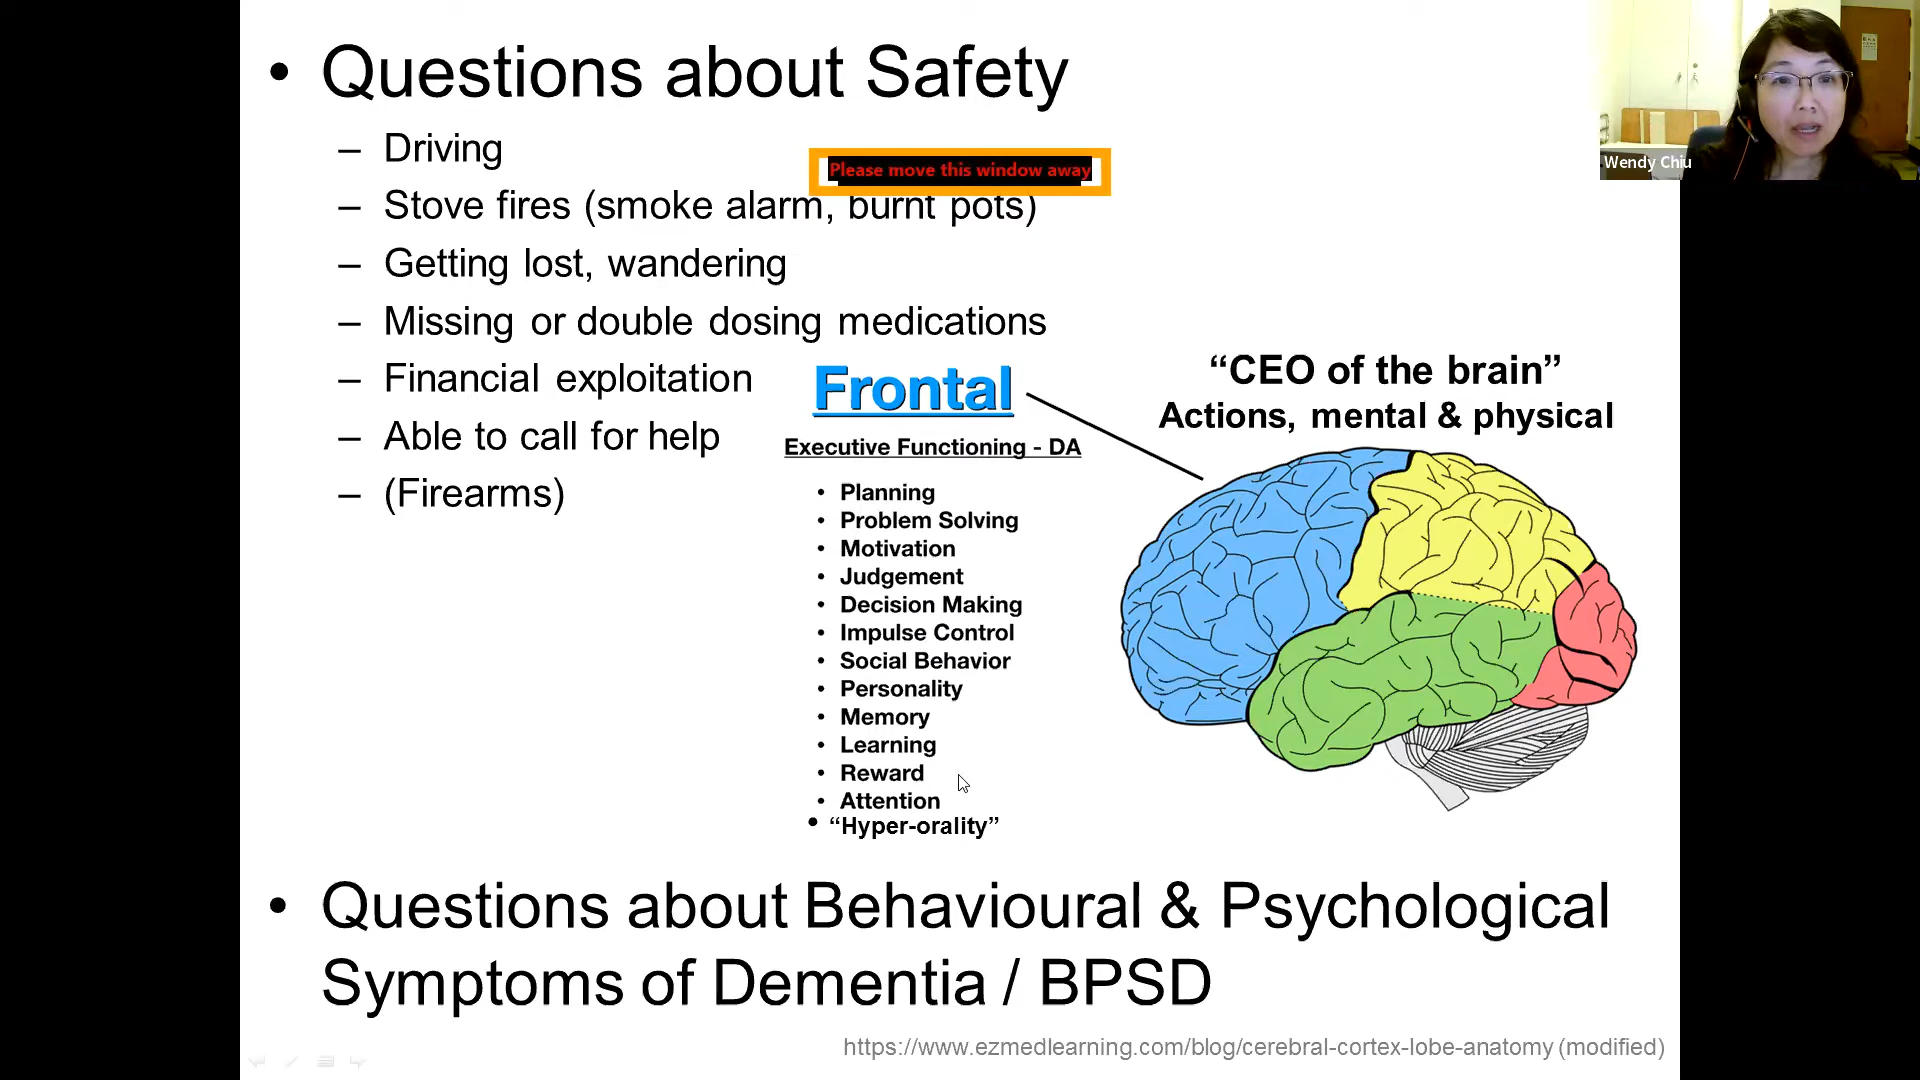 • Questions about Safety
– Driving
Please move this window away
– Stove fires (smoke alarm, burnt pots)
– Getting lost, wandering
– Missing or double dosing medications
– Financial exploitation
– Able to call for help
– (Firearms)
Frontal
Executive Functioning - DA
• Planning
• Problem Solving
• Motivation
• Judgement
• Decision Making
• Impulse Control
• Social Behavior
• Personality
• Memory
• Learning
• Reward
• Attention
• “Hyper-orality”
“CEO of the brain”
Actions, mental & physical
• Questions about Behavioural & Psychological
Symptoms of Dementia / BPSD
https://www.ezmedlearning.com/blog/cerebral-cortex-lobe-anatomy (modified)
Wendy Chiu